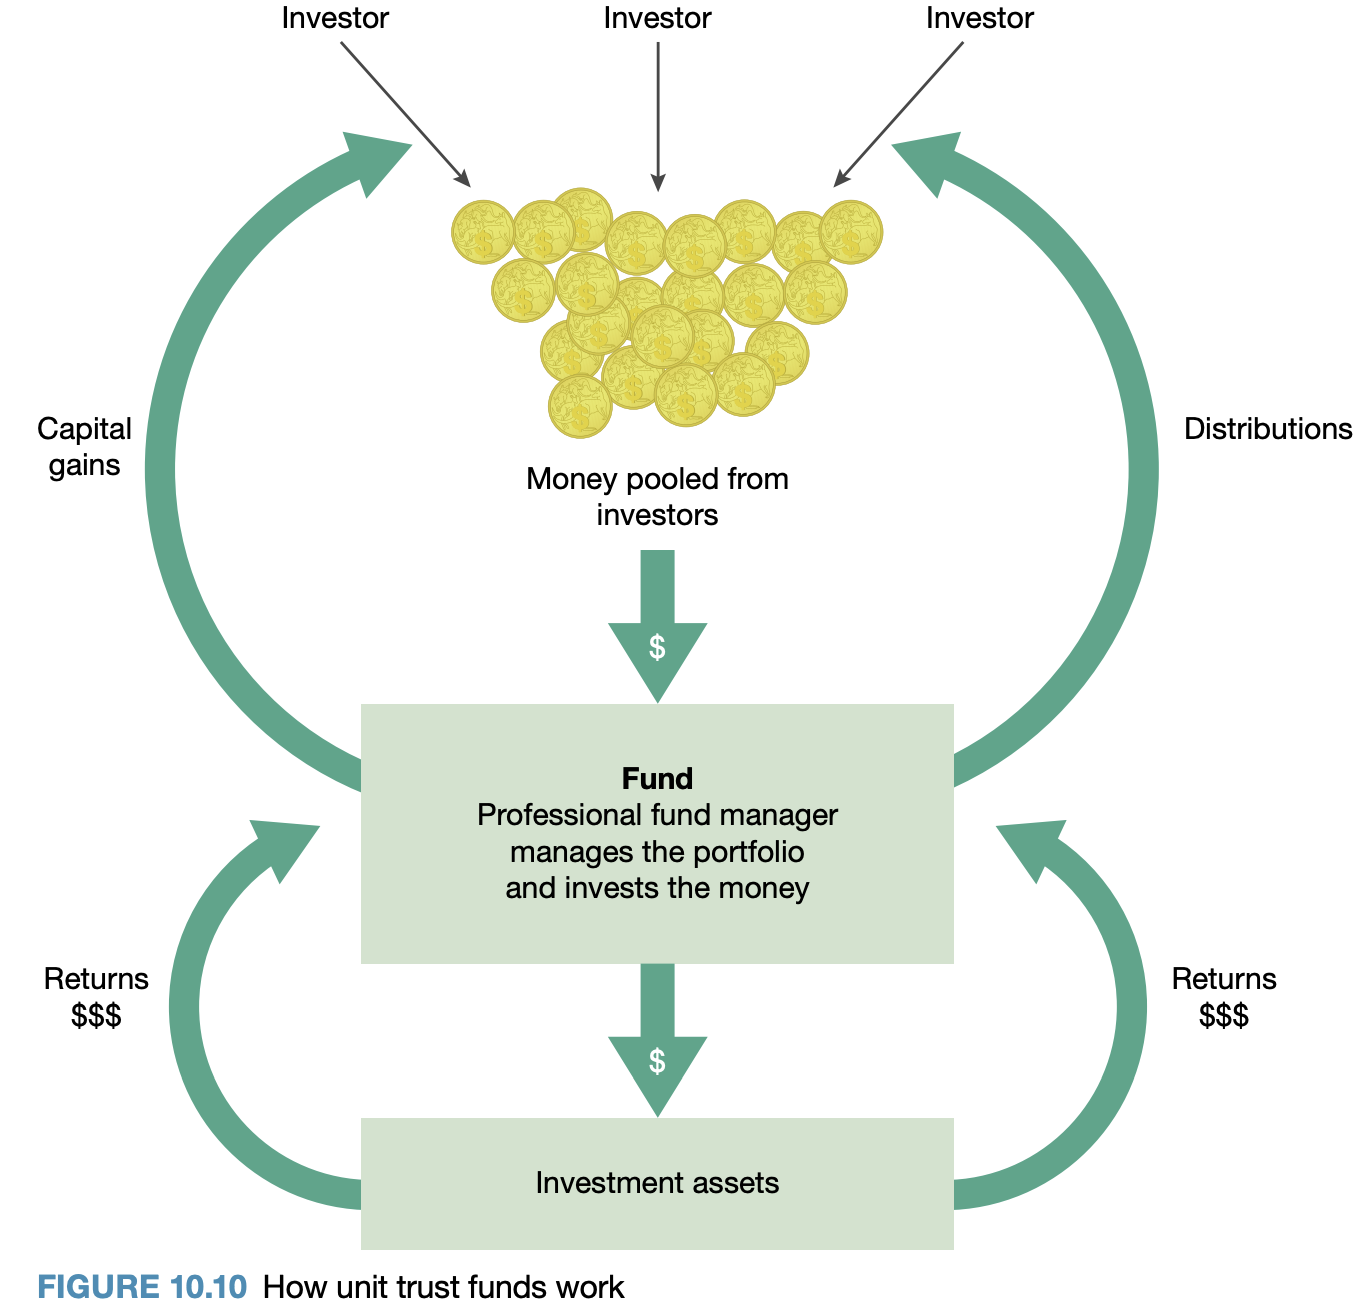 Investor
Investor
Investor
Capital
gains
Distributions
Money pooled from
investors
$
Fund
Professional fund manager
manages the portfolio
and invests the money
Returns
$$$
Returns
$$$
$
Investment assets
FIGURE 10.10 How unit trust funds work